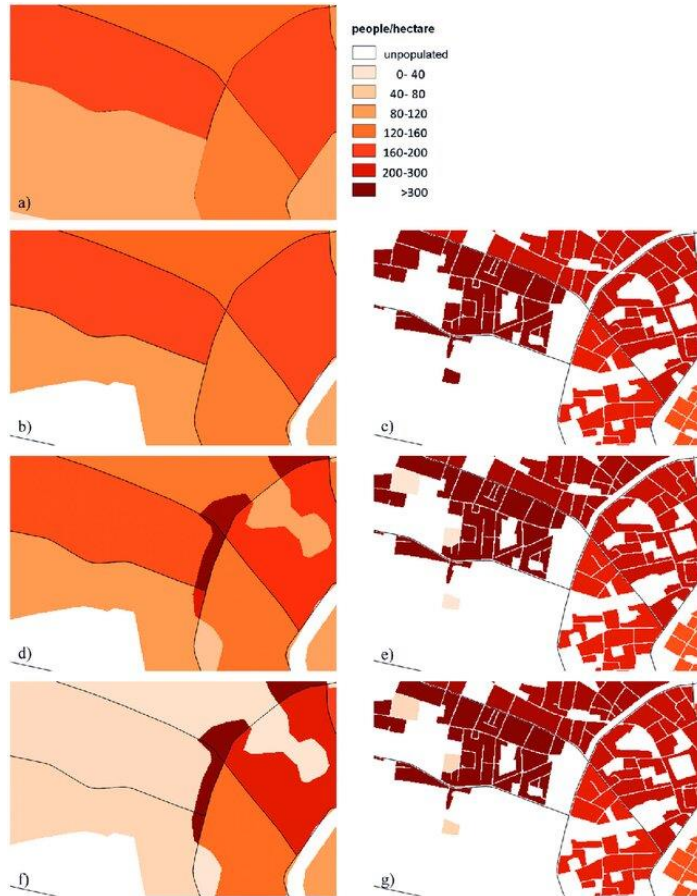 people/hectare
unpopulated
0- 40
40- 80
80-120
120-160
160-200
200-300
>300
a)
b)
c)
d)
e)
f)
g)